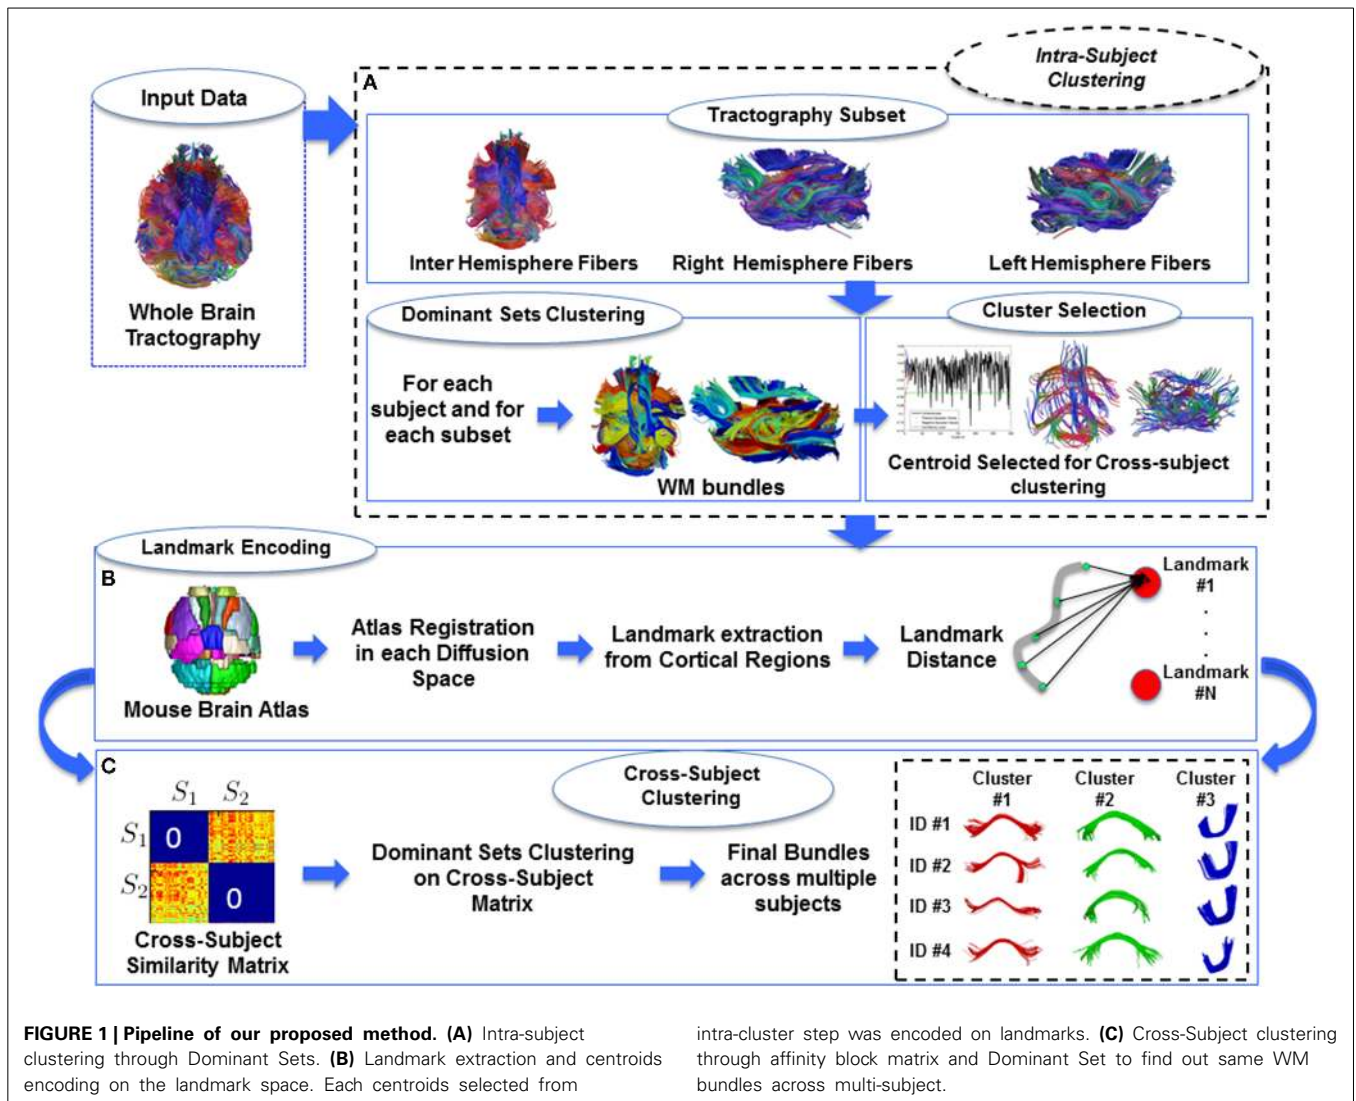 Intra-Subject
Clustering
Input Data
A
Tractography Subset
Inter Hemisphere Fibers
Right Hemisphere Fibers
Left Hemisphere Fibers
Whole Brain
Tractography
Dominant Sets Clustering
Cluster Selection
For each
subject and for
each subset
WM bundles
Centroid Selected for Cross-subject
clustering
Landmark Encoding
B
Mouse Brain Atlas
Atlas Registration
in each Diffusion
Space
Landmark extraction
from Cortical Regions
Landmark
Distance
Landmark
#1
.
.
.
Landmark
#N
C
Cross-Subject
Clustering
S1 S2
S1 0
S2 0
Cross-Subject
Similarity Matrix
Dominant Sets Clustering
on Cross-Subject
Matrix
Final Bundles
across multiple
subjects
Cluster Cluster Cluster
#1 #2 #3
ID #1
ID #2
ID #3
ID #4
FIGURE 1 | Pipeline of our proposed method. (A) Intra-subject
clustering through Dominant Sets. (B) Landmark extraction and centroids
encoding on the landmark space. Each centroids selected from
intra-cluster step was encoded on landmarks. (C) Cross-Subject clustering
through affinity block matrix and Dominant Set to find out same WM
bundles across multi-subject.